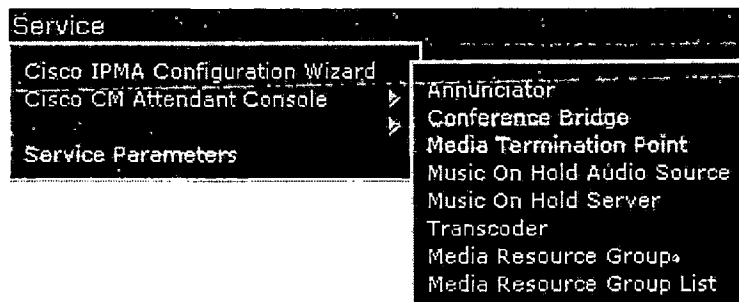 Service
Cisco IPMA Configuration Wizard
Cisco CM Attendant Console
Service Parameters
Annunciator
Conference Bridge
Media Termination Point
Music On Hold Audio Source
Music On Hold Server
Transcoder
Media Resource Group
Media Resource Group List